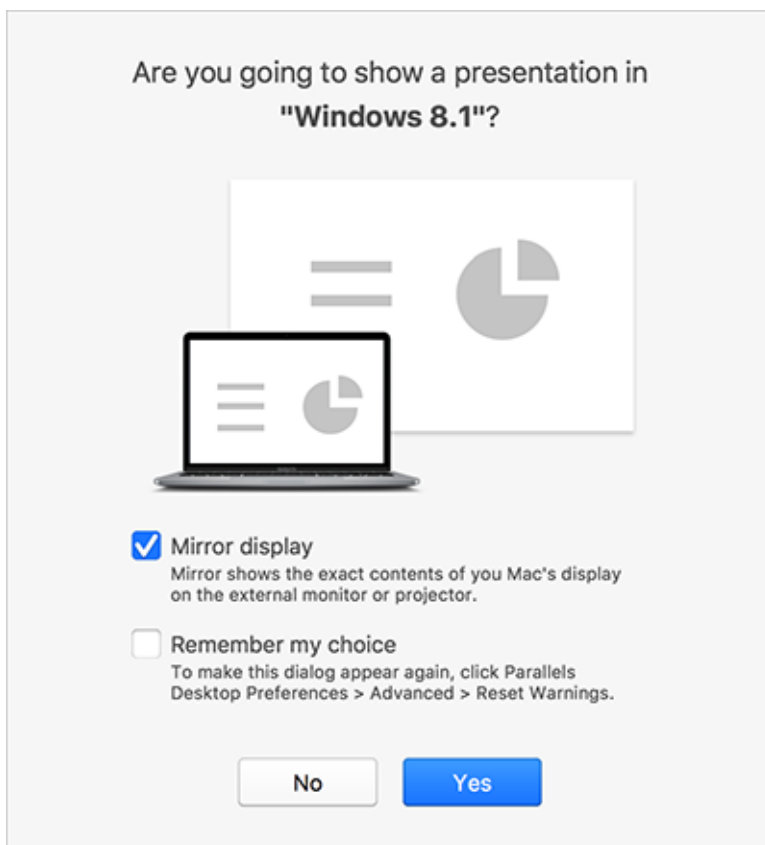 Are you going to show a presentation in
"Windows 8.1"?
Mirror display
Mirror shows the exact contents of you Mac's display
on the external monitor or projector.
Remember my choice
To make this dialog appear again, click Parallels
Desktop Preferences > Advanced > Reset Warnings.
No
Yes